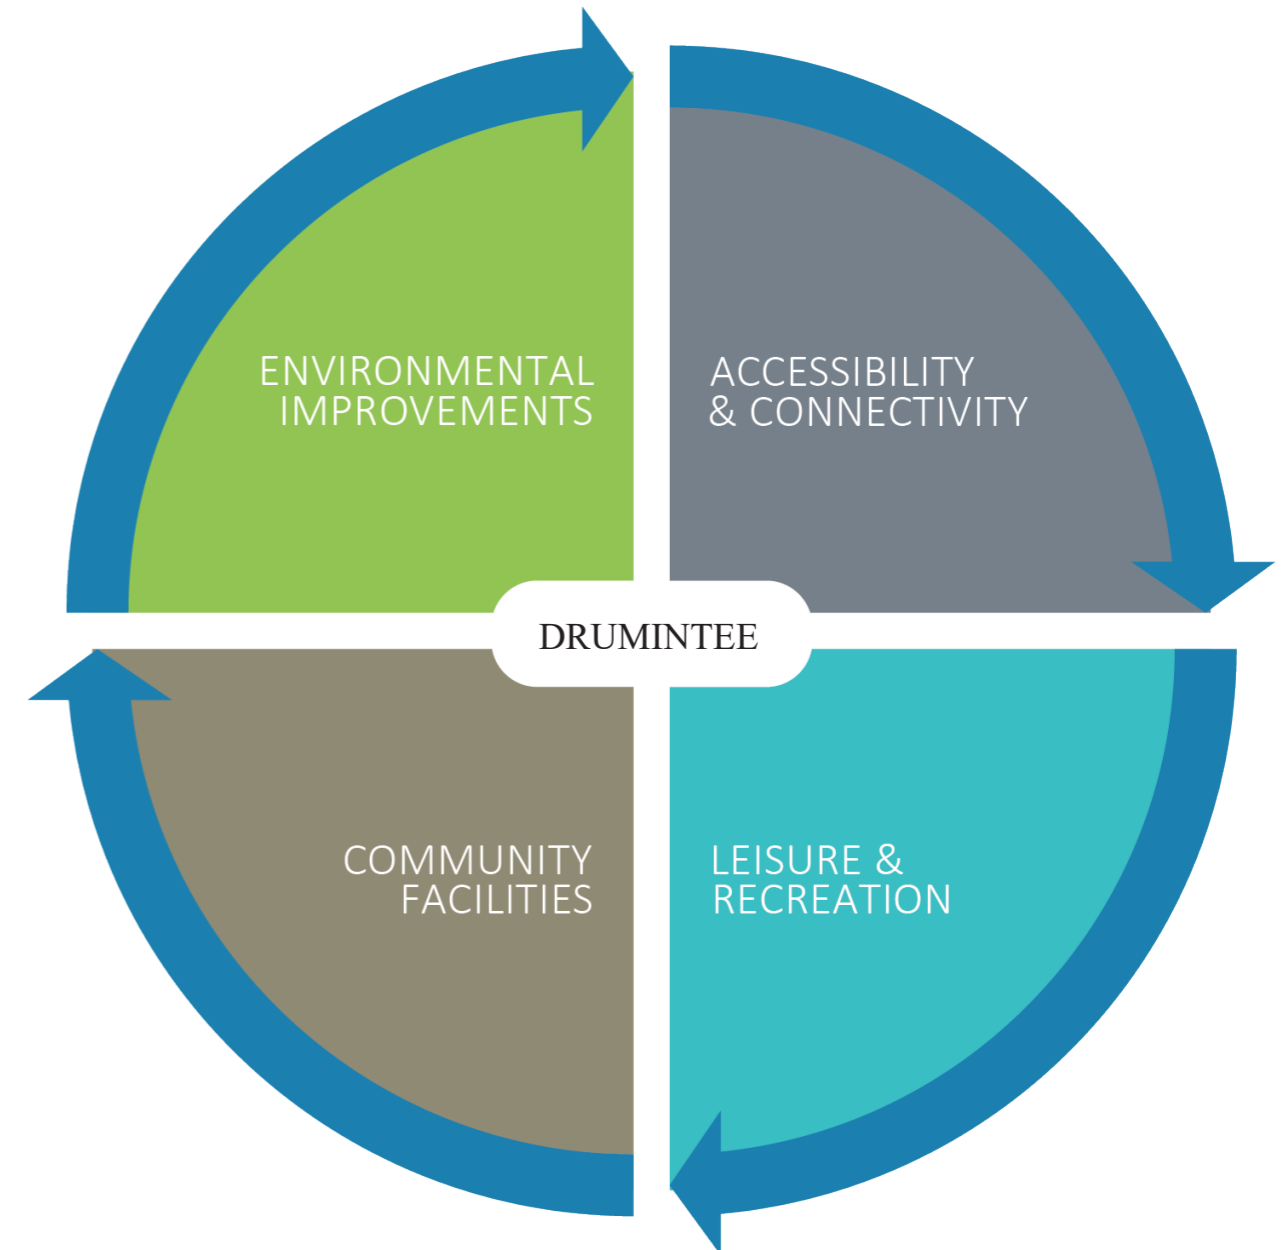 ENVIRONMENTAL
IMPROVEMENTS
ACCESSIBILITY
& CONNECTIVITY
DRUMINTEE
COMMUNITY
FACILITIES
LEISURE &
RECREATION